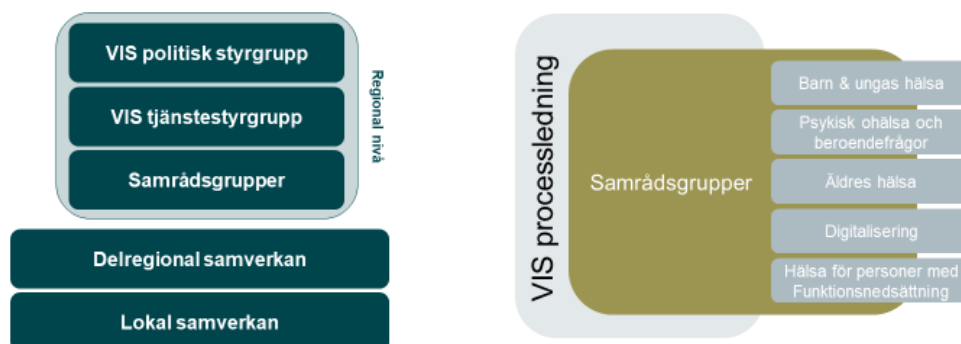 VIS politisk styrgrupp
VIS tjänstestyrgrupp
Samrådsgrupper
Regional nivå
Delregional samverkan
Lokal samverkan
VIS processledning
Samrådsgrupper
Barn & ungas hälsa
Psykisk ohälsa och
beroendefrågor
Äldres hälsa
Digitalisering
Hälsa för personer med
Funktionsnedsättning